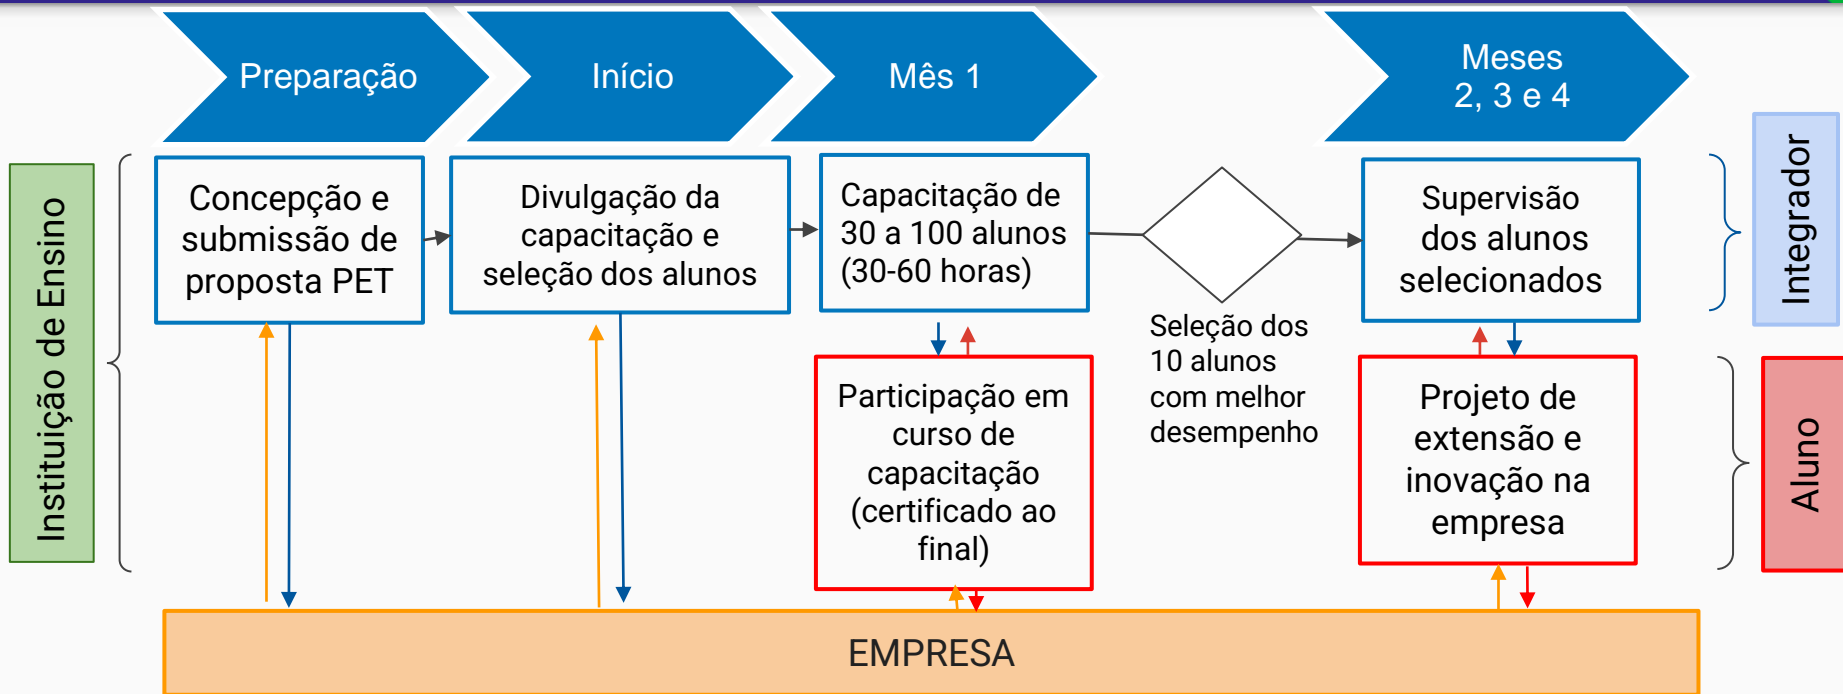 Preparação
Início
Mês 1
Meses
2, 3 e 4
Instituição de Ensino
Concepção e
submissão de
proposta PET
Divulgação da
capacitação e
seleção dos alunos
Capacitação de
30 a 100 alunos
(30-60 horas)
Seleção dos
10 alunos
com melhor
desempenho
Supervisão
dos alunos
selecionados
Integrador
Participação em
curso de
capacitação
(certificado ao
final)
Projeto de
extensão e
inovação na
empresa
Aluno
EMPRESA